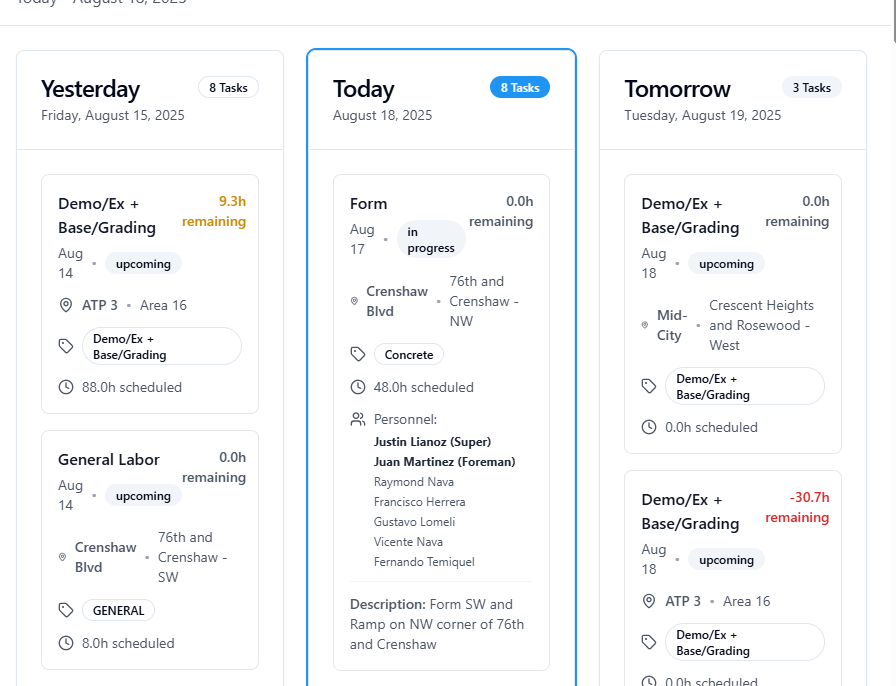 Today - August 18, 2025
Yesterday
8 Tasks
Friday, August 15, 2025
Demo/Ex +
Base/Grading
9.3h
remaining
Aug
14
•
upcoming
ATP 3 • Area 16
Demo/Ex +
Base/Grading
88.0h scheduled
General Labor
0.0h
remaining
Aug
14
•
upcoming
Crenshaw
Blvd
•
76th and
Crenshaw -
SW
GENERAL
8.0h scheduled
Today
8 Tasks
August 18, 2025
Form
0.0h
remaining
Aug
17
•
in
progress
Crenshaw
Blvd
•
76th and
Crenshaw -
NW
Concrete
48.0h scheduled
Personnel:
Justin Lianoz (Super)
Juan Martinez (Foreman)
Raymond Nava
Francisco Herrera
Gustavo Lomeli
Vicente Nava
Fernando Temiquel
Description: Form SW and
Ramp on NW corner of 76th
and Crenshaw
Tomorrow
3 Tasks
Tuesday, August 19, 2025
Demo/Ex +
Base/Grading
0.0h
remaining
Aug
18
•
upcoming
Mid-
City
•
Crescent Heights
and Rosewood -
West
Demo/Ex +
Base/Grading
0.0h scheduled
Demo/Ex +
Base/Grading
-30.7h
remaining
Aug
18
•
upcoming
ATP 3 • Area 16
Demo/Ex +
Base/Grading
0.0h scheduled